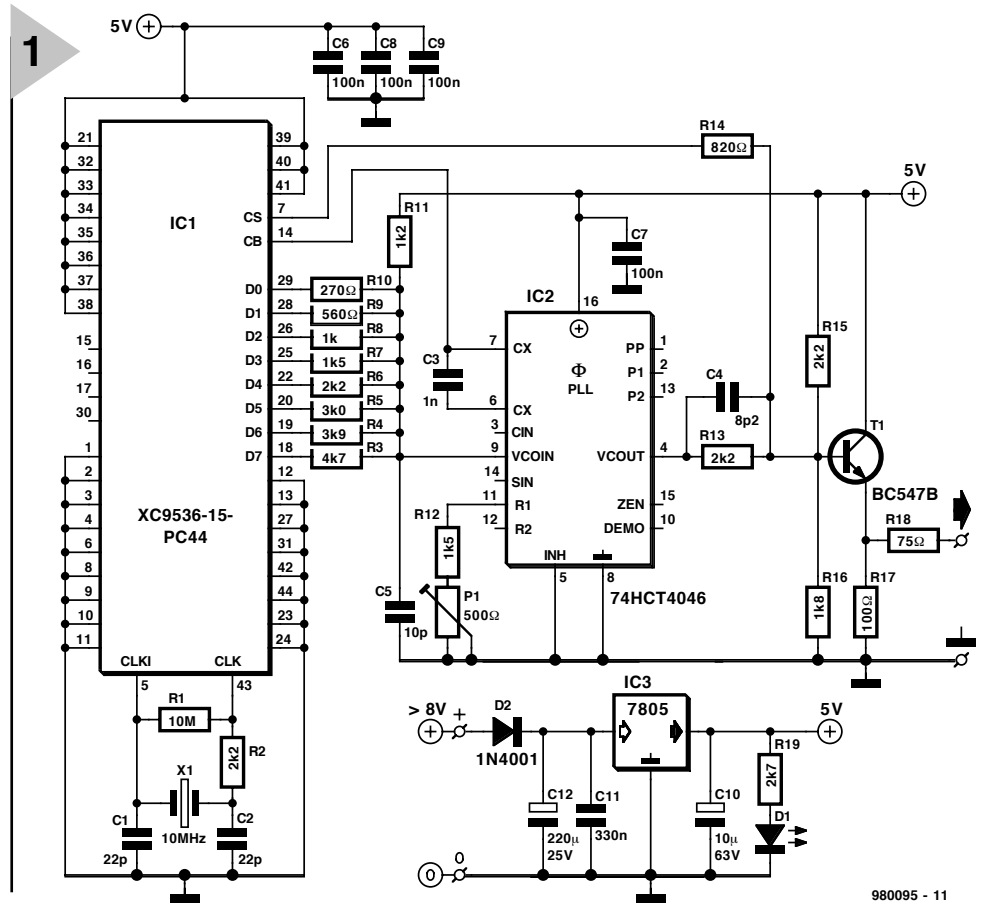 1
5V
C6
C8
C9
100n
100n
100n
R14
820Ω
5V
21
32
33
34
35
36
37
38
15
16
17
30
1
2
3
4
6
8
9
10
11
IC1
XC9536-15-
PC44
39
40
41
CS 7
CB 14
D0 29
D1 28
D2 26
D3 25
D4 22
D5 20
D6 19
D7 18
12
13
27
31
42
44
23
24
CLKI
CLK
5
43
R11
1k2
270Ω R10
560Ω R9
1k R8
1k5 R7
2k2 R6
3k0 R5
3k9 R4
4k7 R3
C3
1n
C7
100n
IC2
16
Φ
PLL
7 CX
6 CX
3 CIN
9 VCOIN
14 SIN
11 R1
12 R2
PP 1
P1 2
P2 13
VCOUT 4
ZEN 15
DEMO 10
INH
5
8
74HCT4046
R12
1k5
P1
500Ω
C5
10p
C4
8p2
R13
2k2
R15
2k2
T1
BC547B
R18
75Ω
R16
1k8
R17
100Ω
R1
10M
R2
2k2
X1
10MHz
C1
22p
C2
22p
> 8V
+
D2
1N4001
IC3
7805
5V
C12
220µ
25V
C11
330n
C10
10µ
63V
R19
2k7
D1
0
0
980095 - 11